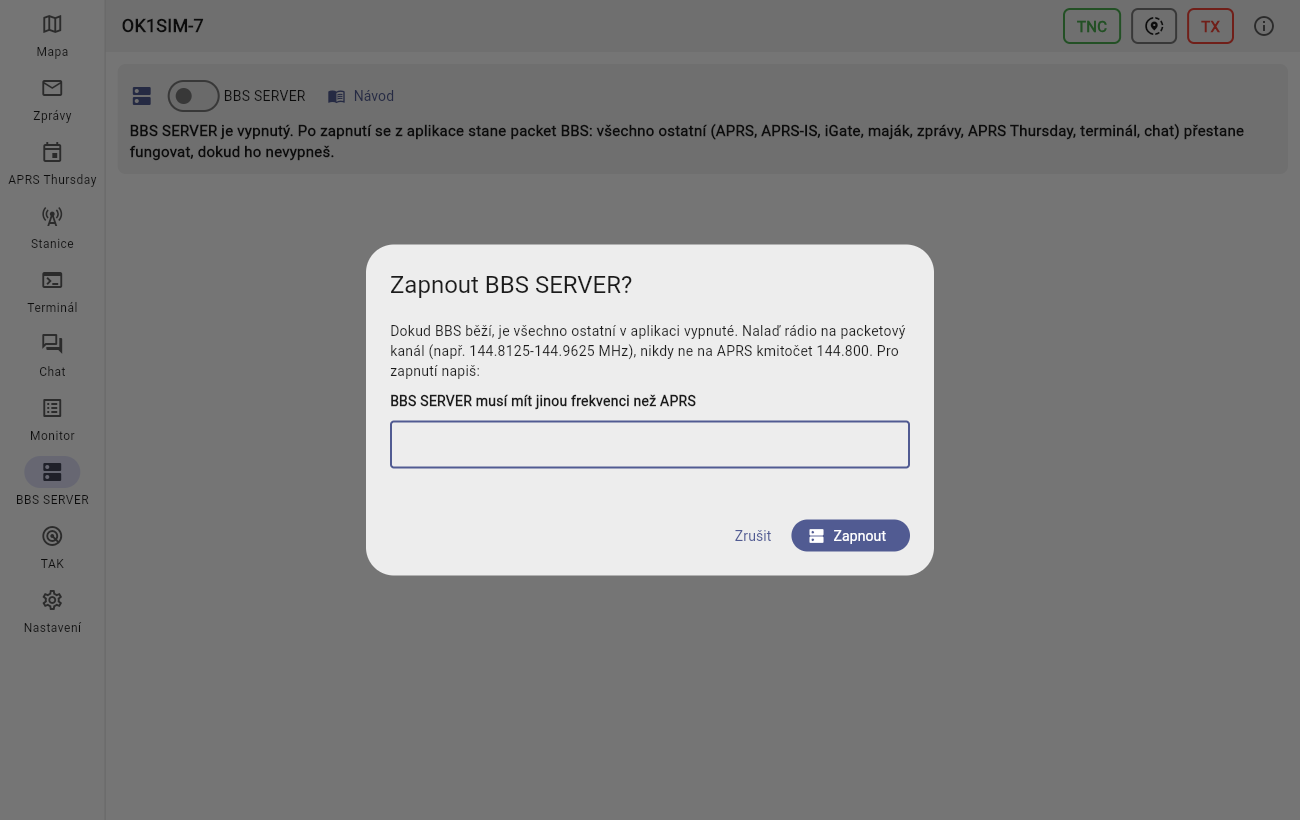 OK1SIM-7
TNC
TX
Mapa
Zprávy
APRS Thursday
Stanice
Terminál
Chat
Monitor
BBS SERVER
TAK
Nastavení
BBS SERVER
Návod
BBS SERVER je vypnutý. Po zapnutí se z aplikace stane packet BBS: všechno ostatní (APRS, APRS-IS, iGate, maják, zprávy, APRS Thursday, terminál, chat) přestane
fungovat, dokud ho nevypneš.
Zapnout BBS SERVER?
Dokud BBS běží, je všechno ostatní v aplikaci vypnuté. Nalaď rádio na packetový
kanál (např. 144.8125-144.9625 MHz), nikdy ne na APRS kmitočet 144.800. Pro
zapnutí napiš:
BBS SERVER musí mít jinou frekvenci než APRS
Zrušit
Zapnout